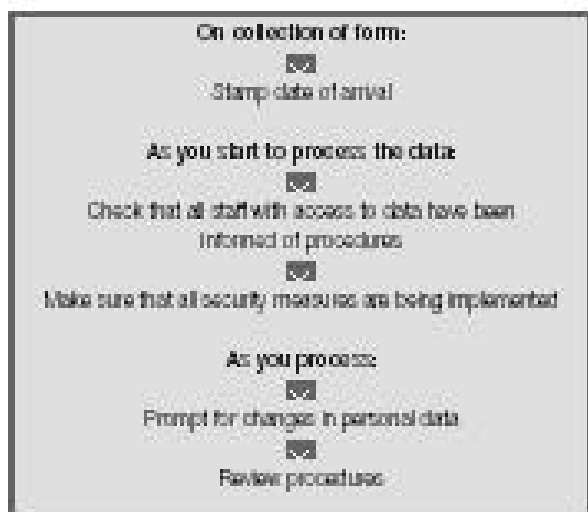 On collection of form:
Stamp date of arrival
As you start to process the data:
Check that all staff with access to data have been
informed of procedures
Make sure that all security measures are being implemented
As you process:
Prompt for changes in personal data
Review procedures